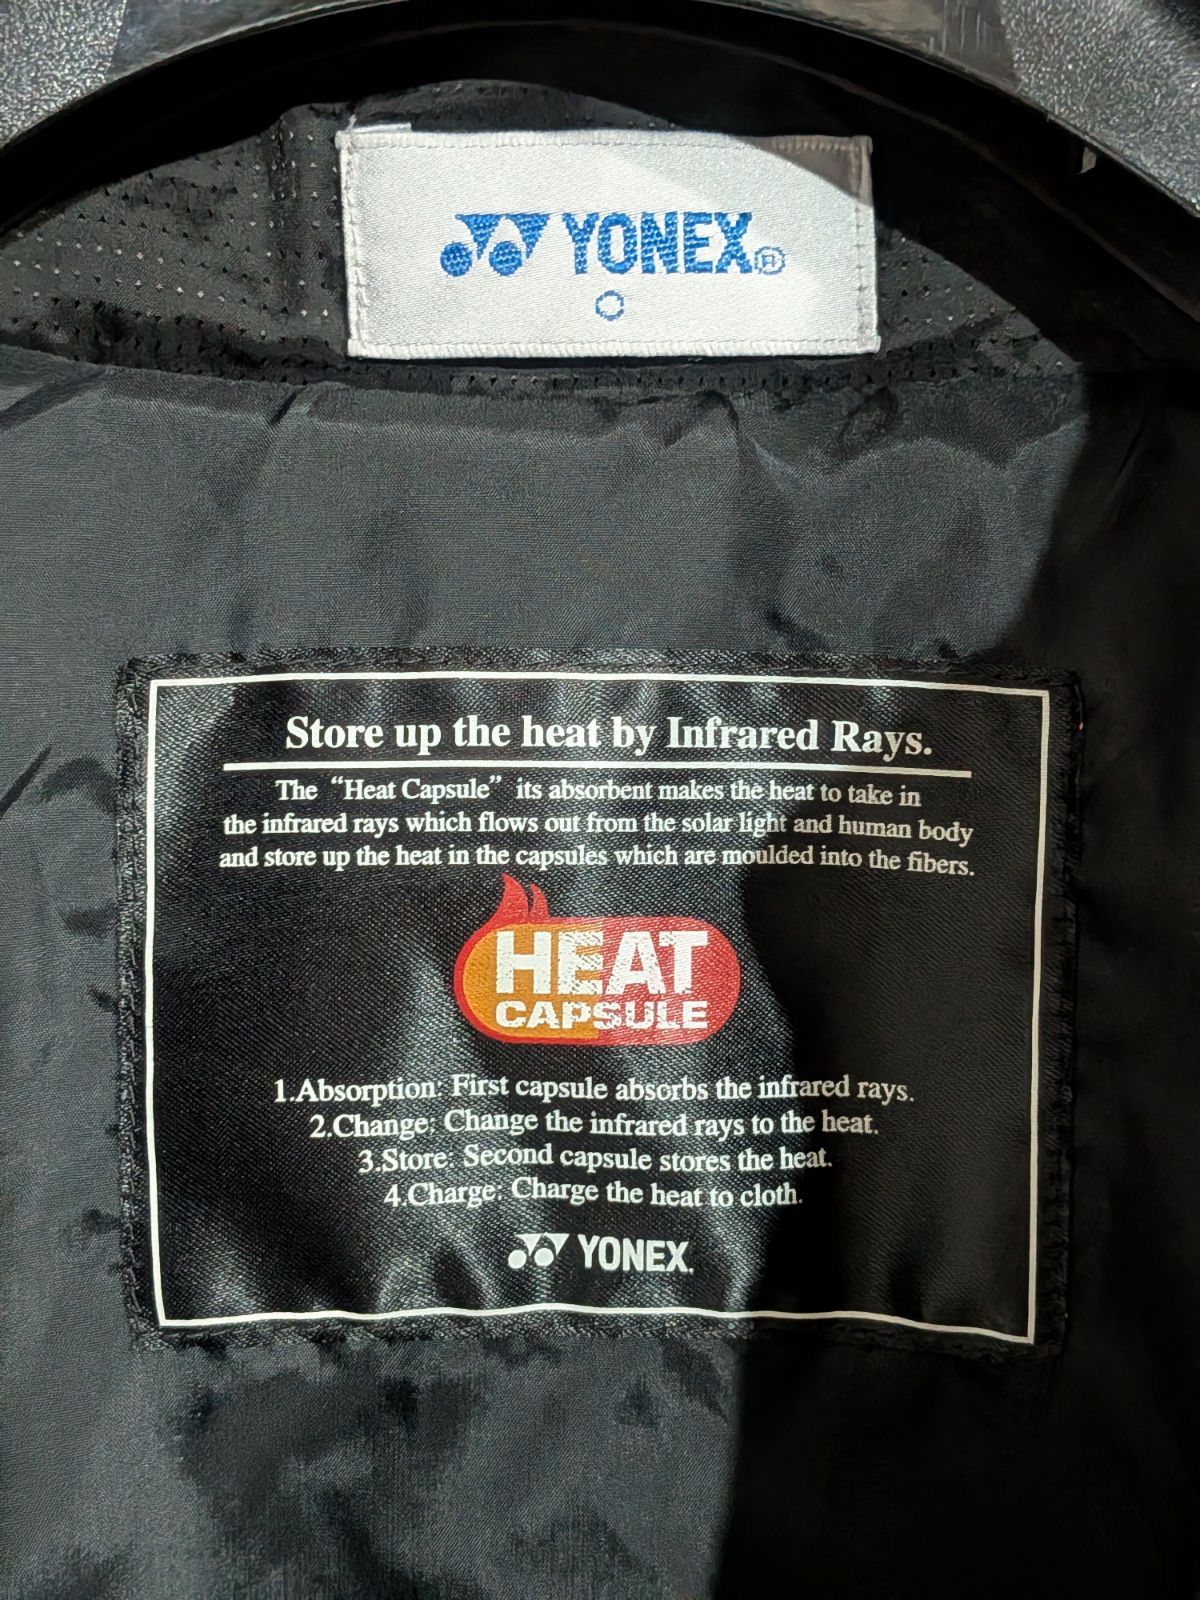 YONEX®
O
Store up the heat by Infrared Rays.
The “Heat Capsule” its absorbent makes the heat to take in
the infrared rays which flows out from the solar light and human body
and store up the heat in the capsules which are moulded into the fibers.
HEAT
CAPSULE
1.Absorption: First capsule absorbs the infrared rays.
2.Change: Change the infrared rays to the heat.
3.Store: Second capsule stores the heat.
4.Charge: Charge the heat to cloth.
YONEX.